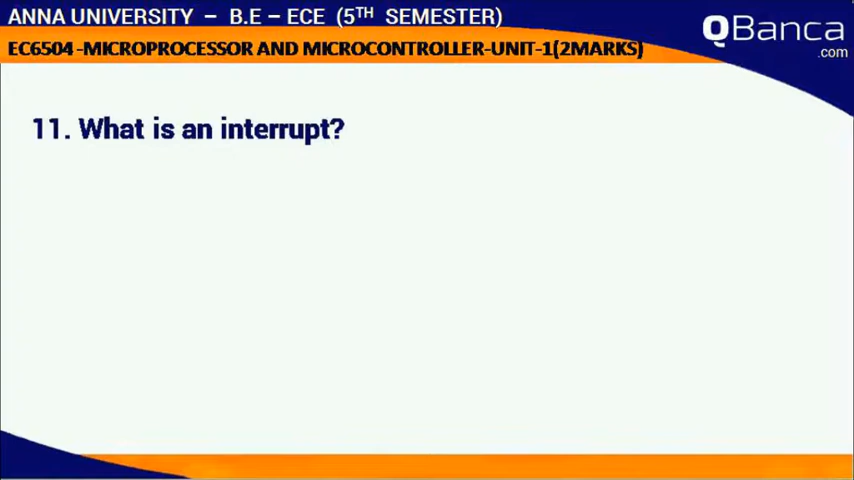 ANNA UNIVERSITY – B.E – ECE (5TH SEMESTER)
EC6504 -MICROPROCESSOR AND MICROCONTROLLER-UNIT-1(2MARKS)
QBanca
.com
11. What is an interrupt?